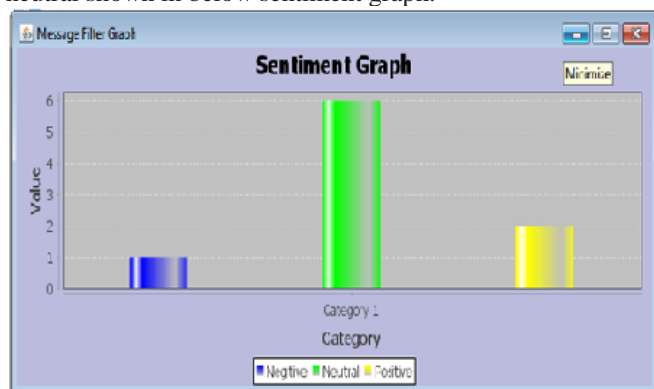 neutral shown in below sentiment graph.
Message Filter Graph
Sentiment Graph
Minimize
6
5
4
3
2
1
0
Value
Category 1
Category
Negtive Neutral Positive